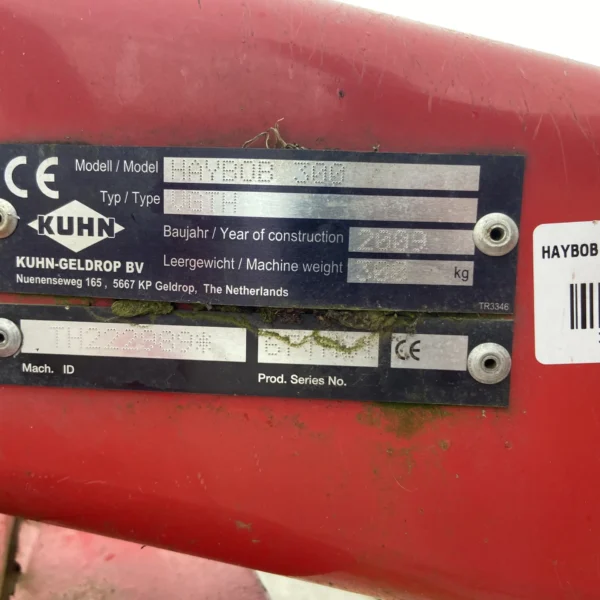 CE
Modell / Model HAYBOB 300
Typ / Type
KUHN
Baujahr / Year of construction 2009
KUHN-GELDROP BV
Leergewicht / Machine weight kg
Nuenenseweg 165 , 5667 KP Geldrop, The Netherlands
TR3346
CE
Mach. ID
Prod. Series No.
HAYBOB